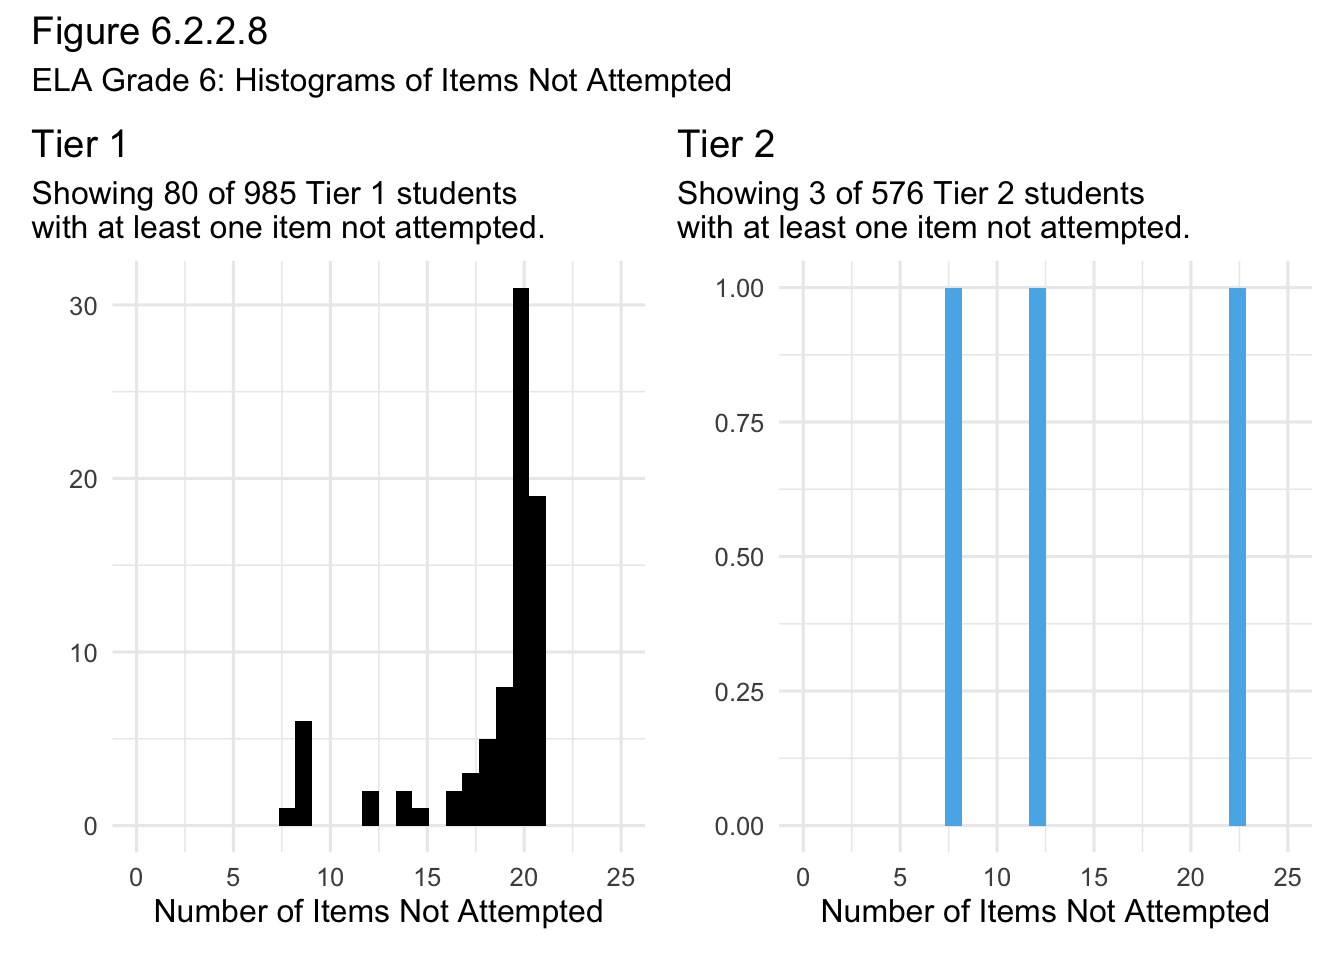 Figure 6.2.2.8
ELA Grade 6: Histograms of Items Not Attempted
Tier 1
Showing 80 of 985 Tier 1 students
with at least one item not attempted.
30
20
10
0
0 5 10 15 20 25
Number of Items Not Attempted
Tier 2
Showing 3 of 576 Tier 2 students
with at least one item not attempted.
1.00
0.75
0.50
0.25
0.00
0 5 10 15 20 25
Number of Items Not Attempted